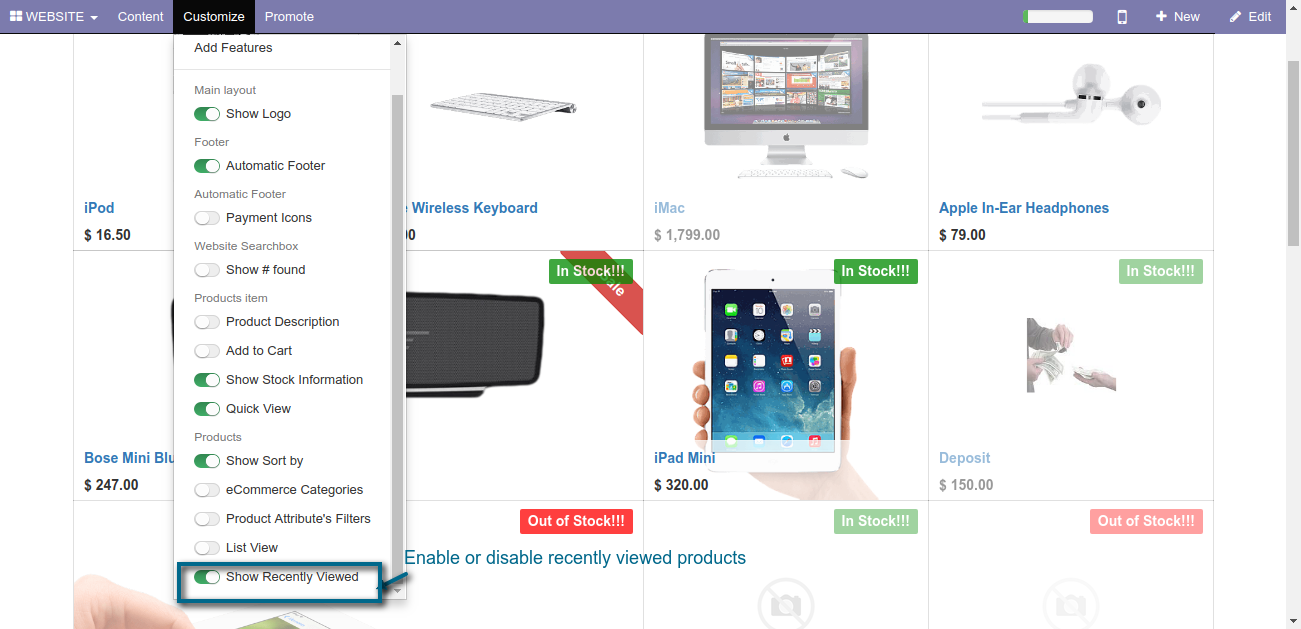 WEBSITE Content Customize Promote New Edit
Add Features
Main layout
Show Logo
Footer
Automatic Footer
Automatic Footer
Payment Icons
Website Searchbox
Show # found
Products item
Product Description
Add to Cart
Show Stock Information
Quick View
Products
Show Sort by
eCommerce Categories
Product Attribute's Filters
List View
Show Recently Viewed
Enable or disable recently viewed products
iPod Wireless Keyboard iMac Apple In-Ear Headphones
$ 16.50 00 $ 1,799.00 $ 79.00
In Stock!!! In Stock!!! In Stock!!!
Bose Mini Blu iPad Mini Deposit
$ 247.00 $ 320.00 $ 150.00
Out of Stock!!! In Stock!!! Out of Stock!!!